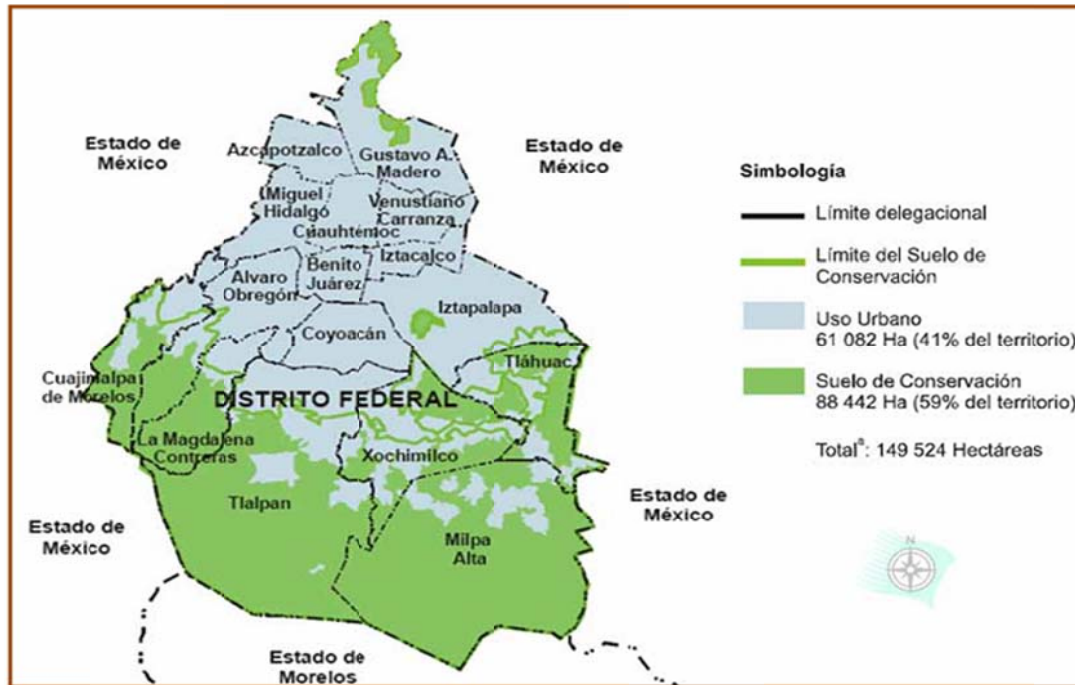 Estado de
México
Azcapotzalco
Gustavo A.
Madero
Estado de
México
Miguel
Hidalgó
Venustiano
Carranza
Cuauhtémoc
Iztacalco
Benito
Juárez
Alvaro
Obregón
Iztapalapa
Coyoacán
Tláhuac
Cuajimalpa
de Morelos
DISTRITO FEDERAL
La Magdalena
Contreras
Xochimilco
Tlalpan
Milpa
Alta
Estado de
México
Estado de
México
Estado de
Morelos
Simbología
Límite delegacional
Límite del Suelo de
Conservación
Uso Urbano
61 082 Ha (41% del territorio)
Suelo de Conservación
88 442 Ha (59% del territorio)
Totalª: 149 524 Hectáreas
N